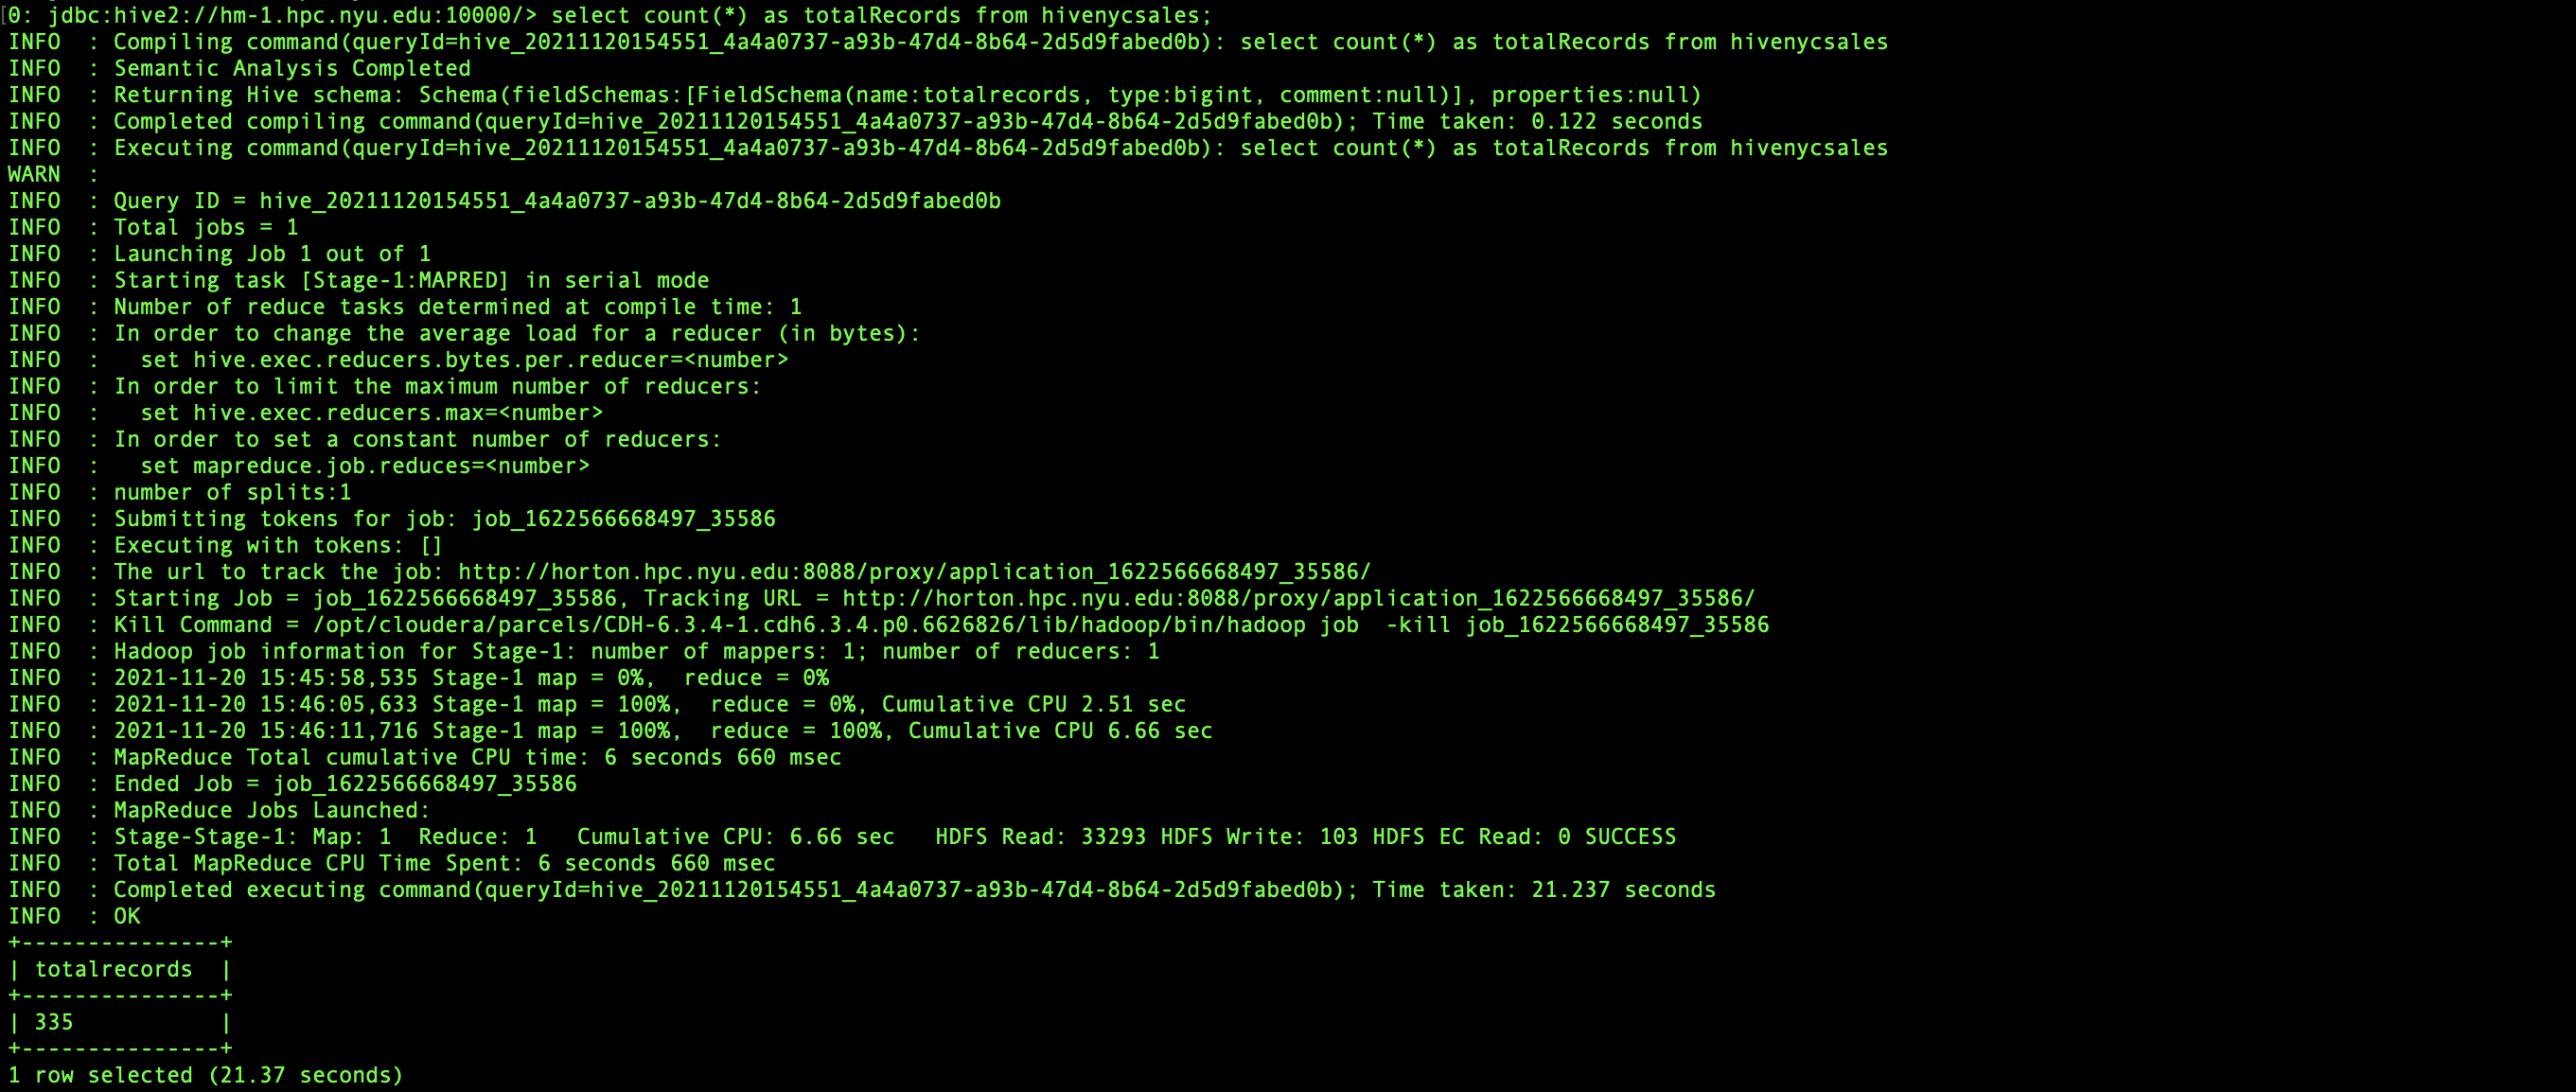 [0: jdbc:hive2://hm-1.hpc.nyu.edu:10000/> select count(*) as totalRecords from hivenycsales;
INFO  : Compiling command(queryId=hive_20211120154551_4a4a0737-a93b-47d4-8b64-2d5d9fabed0b): select count(*) as totalRecords from hivenycsales
INFO  : Semantic Analysis Completed
INFO  : Returning Hive schema: Schema(fieldSchemas:[FieldSchema(name:totalrecords, type:bigint, comment:null)], properties:null)
INFO  : Completed compiling command(queryId=hive_20211120154551_4a4a0737-a93b-47d4-8b64-2d5d9fabed0b); Time taken: 0.122 seconds
INFO  : Executing command(queryId=hive_20211120154551_4a4a0737-a93b-47d4-8b64-2d5d9fabed0b): select count(*) as totalRecords from hivenycsales
WARN  :
INFO  : Query ID = hive_20211120154551_4a4a0737-a93b-47d4-8b64-2d5d9fabed0b
INFO  : Total jobs = 1
INFO  : Launching Job 1 out of 1
INFO  : Starting task [Stage-1:MAPRED] in serial mode
INFO  : Number of reduce tasks determined at compile time: 1
INFO  : In order to change the average load for a reducer (in bytes):
INFO  :   set hive.exec.reducers.bytes.per.reducer=<number>
INFO  : In order to limit the maximum number of reducers:
INFO  :   set hive.exec.reducers.max=<number>
INFO  : In order to set a constant number of reducers:
INFO  :   set mapreduce.job.reduces=<number>
INFO  : number of splits:1
INFO  : Submitting tokens for job: job_1622566668497_35586
INFO  : Executing with tokens: []
INFO  : The url to track the job: http://horton.hpc.nyu.edu:8088/proxy/application_1622566668497_35586/
INFO  : Starting Job = job_1622566668497_35586, Tracking URL = http://horton.hpc.nyu.edu:8088/proxy/application_1622566668497_35586/
INFO  : Kill Command = /opt/cloudera/parcels/CDH-6.3.4-1.cdh6.3.4.p0.6626826/lib/hadoop/bin/hadoop job  -kill job_1622566668497_35586
INFO  : Hadoop job information for Stage-1: number of mappers: 1; number of reducers: 1
INFO  : 2021-11-20 15:45:58,535 Stage-1 map = 0%,  reduce = 0%
INFO  : 2021-11-20 15:46:05,633 Stage-1 map = 100%,  reduce = 0%, Cumulative CPU 2.51 sec
INFO  : 2021-11-20 15:46:11,716 Stage-1 map = 100%,  reduce = 100%, Cumulative CPU 6.66 sec
INFO  : MapReduce Total cumulative CPU time: 6 seconds 660 msec
INFO  : Ended Job = job_1622566668497_35586
INFO  : MapReduce Jobs Launched:
INFO  : Stage-Stage-1: Map: 1  Reduce: 1   Cumulative CPU: 6.66 sec   HDFS Read: 33293 HDFS Write: 103 HDFS EC Read: 0 SUCCESS
INFO  : Total MapReduce CPU Time Spent: 6 seconds 660 msec
INFO  : Completed executing command(queryId=hive_20211120154551_4a4a0737-a93b-47d4-8b64-2d5d9fabed0b); Time taken: 21.237 seconds
INFO  : OK
+---------------+
| totalrecords  |
+---------------+
| 335           |
+---------------+
1 row selected (21.37 seconds)